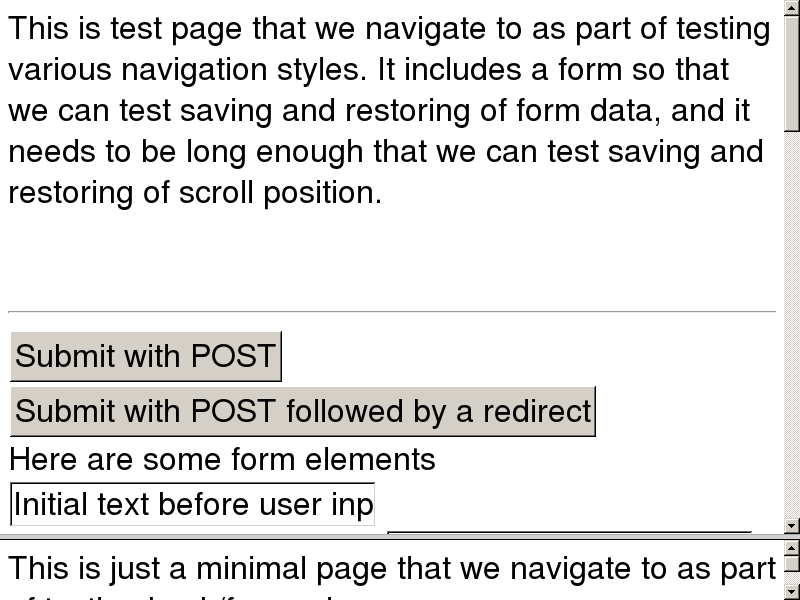 This is test page that we navigate to as part of testing
various navigation styles. It includes a form so that
we can test saving and restoring of form data, and it
needs to be long enough that we can test saving and
restoring of scroll position.
Submit with POST
Submit with POST followed by a redirect
Here are some form elements
Initial text before user inp
This is just a minimal page that we navigate to as part